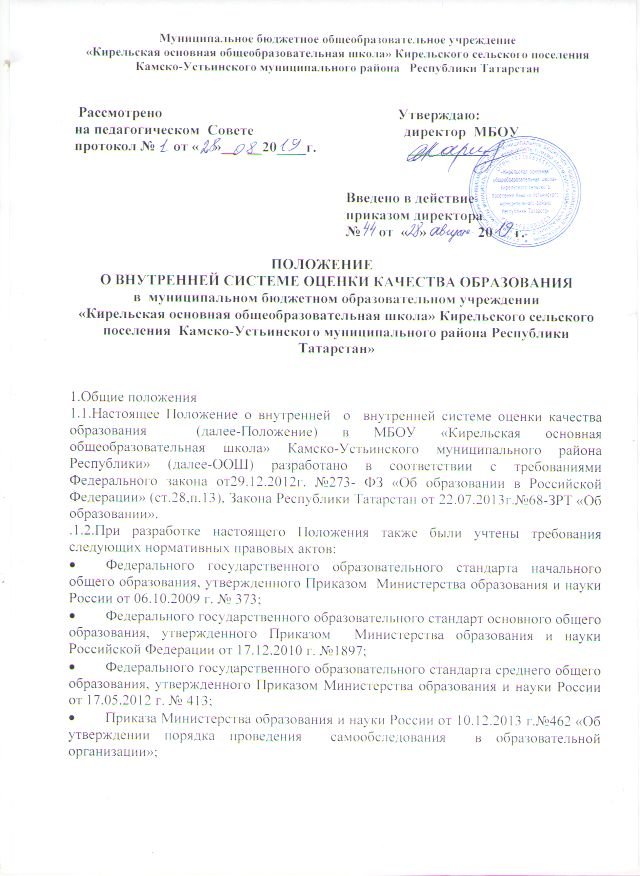 Муниципальное бюджетное общеобразовательное учреждение
«Кирельская основная общеобразовательная школа» Кирельского сельского поселения
Камско-Устьинского муниципального района Республики Татарстан
Рассмотрено
на педагогическом Совете
протокол № 1 от «28»__08____2019____г.
Утверждаю:
директор МБОУ
Введено в действие
приказом директора
№44 от «28» август 2019 г.
ПОЛОЖЕНИЕ
О ВНУТРЕННЕЙ СИСТЕМЕ ОЦЕНКИ КАЧЕСТВА ОБРАЗОВАНИЯ
в муниципальном бюджетном образовательном учреждении
«Кирельская основная общеобразовательная школа» Кирельского сельского
поселения Камско-Устьинского муниципального района Республики
Татарстан»
1.Общие положения
1.1.Настоящее Положение о внутренней о внутренней системе оценки качества
образования (далее-Положение) в МБОУ «Кирельская основная
общеобразовательная школа» Камско-Устьинского муниципального района
Республики» (далее-ООШ) разработано в соответствии с требованиями
Федерального закона от29.12.2012г. №273- ФЗ «Об образовании в Российской
Федерации» (ст.28,п.13), Закона Республики Татарстан от 22.07.2013г.№68-ЗРТ «Об
образовании».
.1.2.При разработке настоящего Положения также были учтены требования
следующих нормативных правовых актов:
• Федерального государственного образовательного стандарта начального
общего образования, утвержденного Приказом Министерства образования и науки
России от 06.10.2009 г. № 373;
• Федерального государственного образовательного стандарт основного общего
образования, утвержденного Приказом Министерства образования и науки
Российской Федерации от 17.12.2010 г. №1897;
• Федерального государственного образовательного стандарта среднего общего
образования, утвержденного Приказом Министерства образования и науки России
от 17.05.2012 г. № 413;
• Приказа Министерства образования и науки России от 10.12.2013 г.№462 «Об
утверждении порядка проведения самообследования в образовательной
организации»;